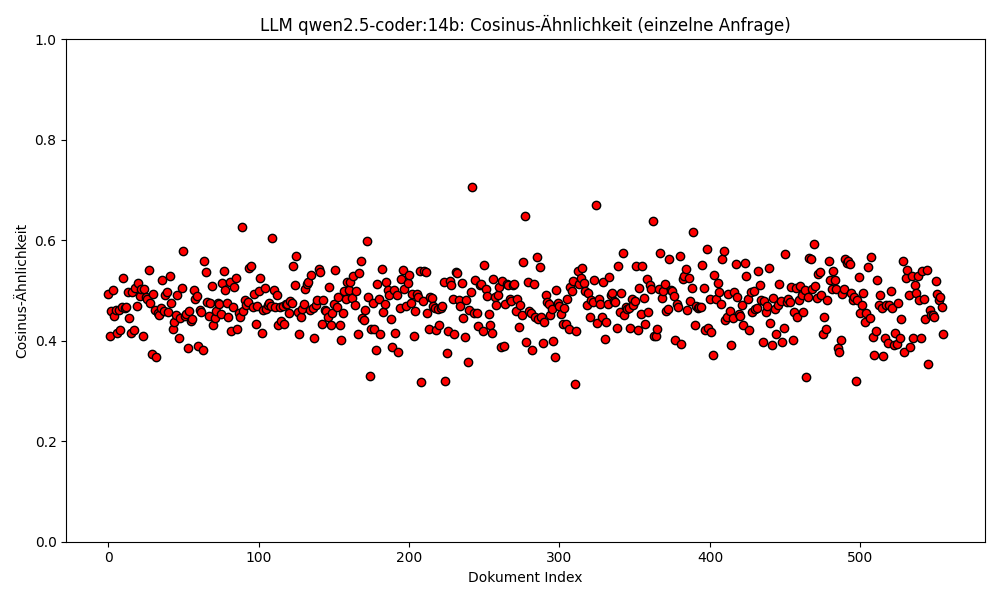 LLM qwen2.5-coder:14b: Cosinus-Ähnlichkeit (einzelne Anfrage)
Cosinus-Ähnlichkeit
1.0
0.8
0.6
0.4
0.2
0.0
0 100 200 300 400 500
Dokument Index